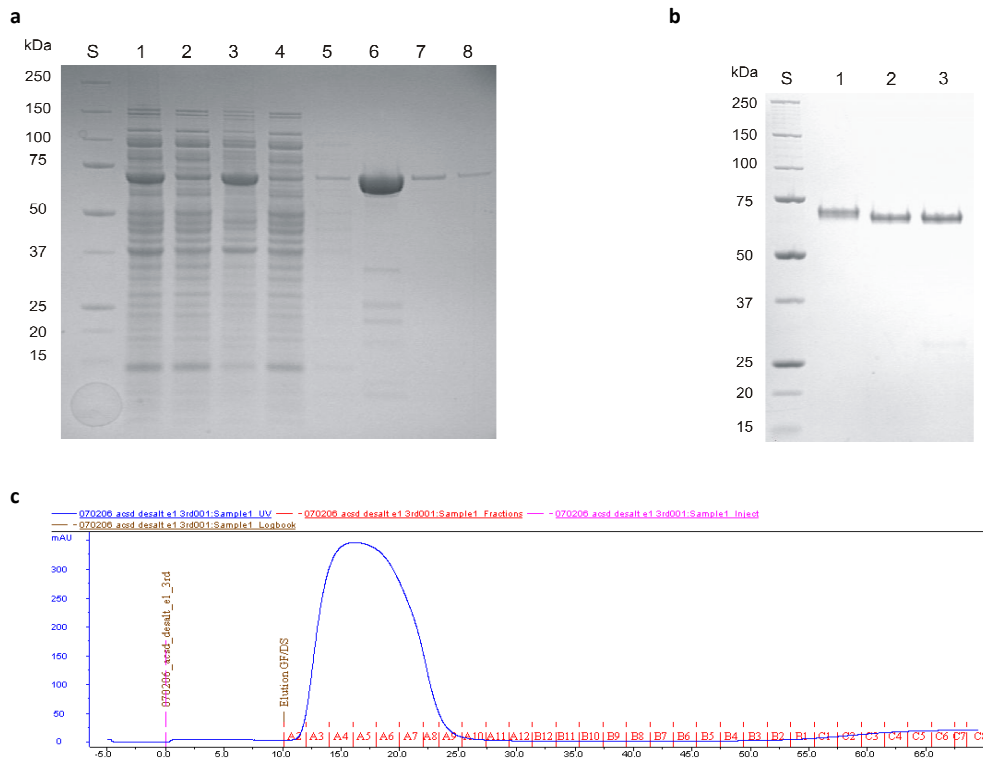 a
kDa S 1 2 3 4 5 6 7 8
250
150
100
75
50
37
25
20
15
b
kDa S 1 2 3
250
150
100
75
50
37
25
20
15
c
070206 acsd desalt e1 3rd001:Sample1_UV 070206 acsd desalt e1 3rd001:Sample1_Fractions 070206 acsd desalt e1 3rd001:Sample1_Inject
070206 acsd desalt e1 3rd001:Sample1_Logbook
mAU
300
250
200
150
100
50
0
070206_acsd_desalt_e1_3rd
Elution GF/DS
A2 A3 A4 A5 A6 A7 A8 A9 A10 A11 A12 B12 B11 B10 B9 B8 B7 B6 B5 B4 B3 B2 B1 C1 C2 C3 C4 C5 C6 C7
-5.0 0.0 5.0 10.0 15.0 20.0 25.0 30.0 35.0 40.0 45.0 50.0 55.0 60.0 65.0